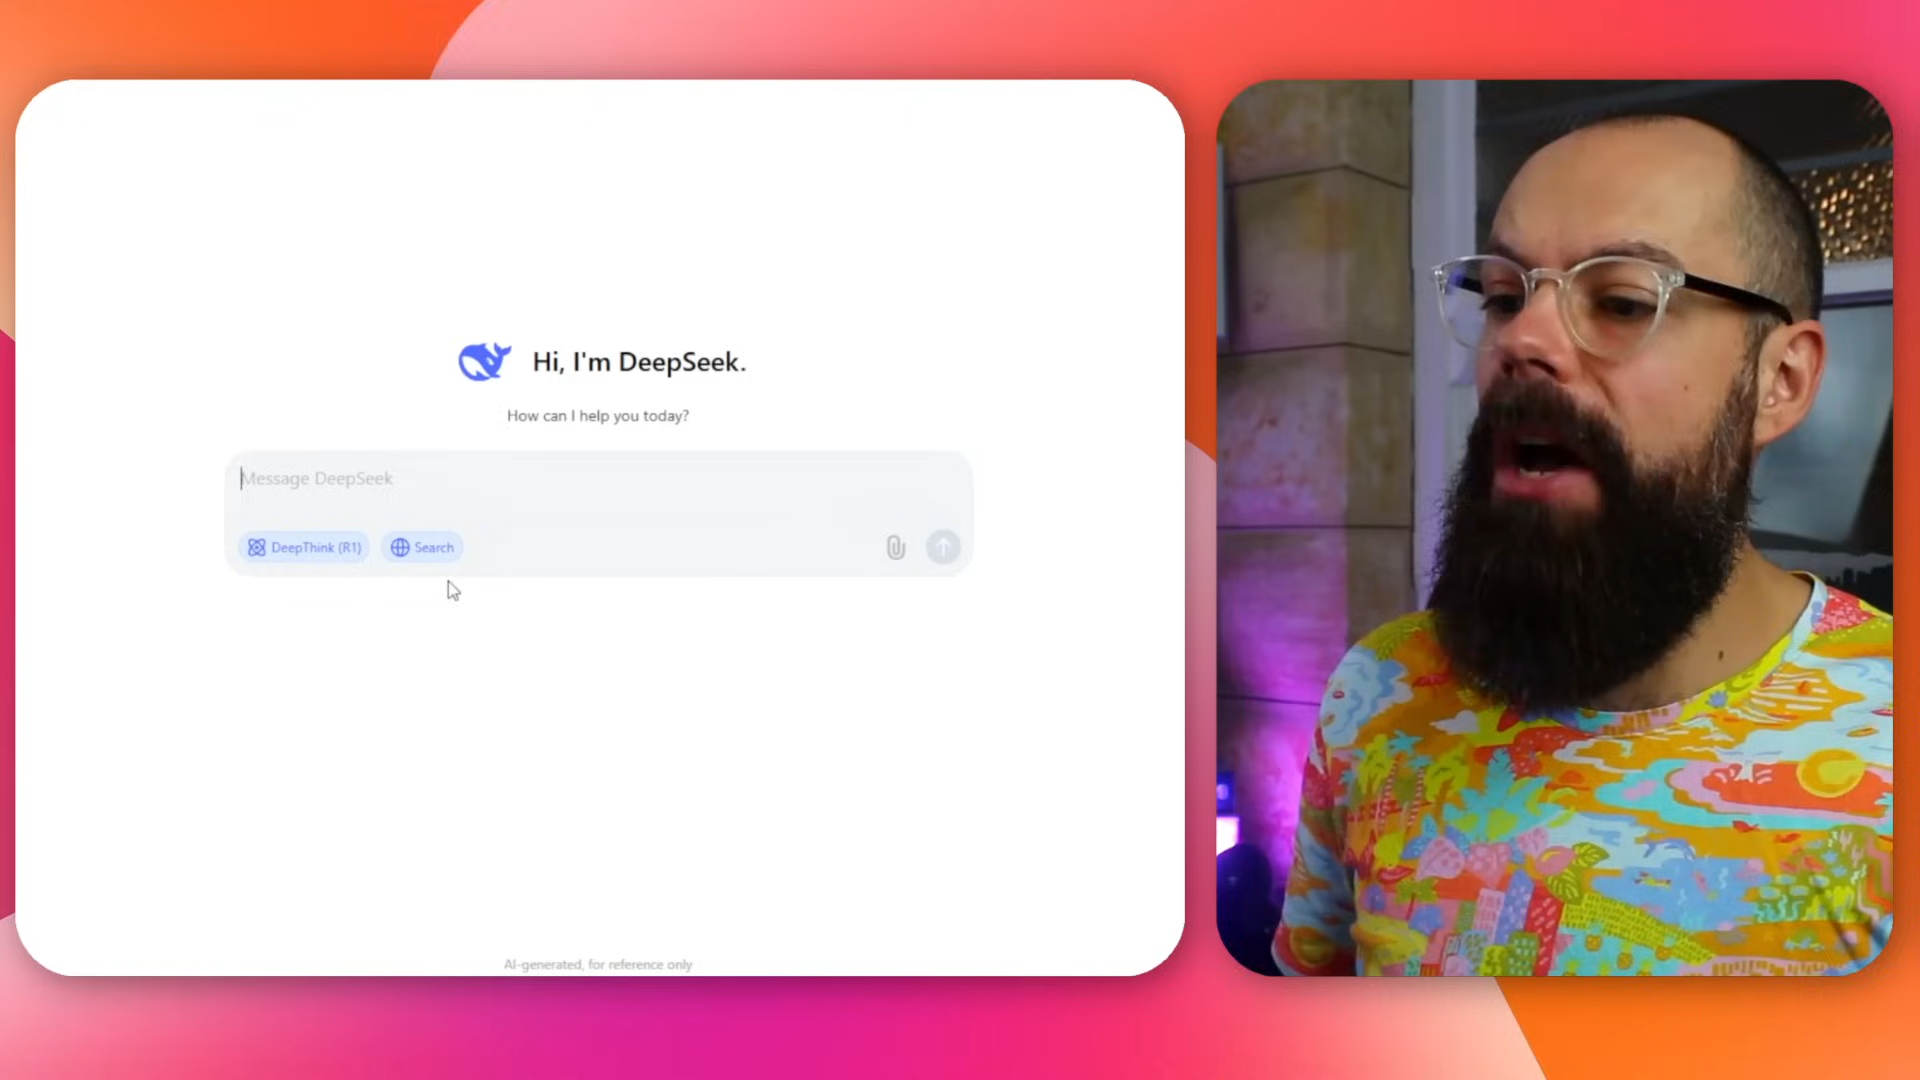 Hi, I'm DeepSeek.
How can I help you today?
Message DeepSeek
DeepThink (R1) Search
AI-generated, for reference only